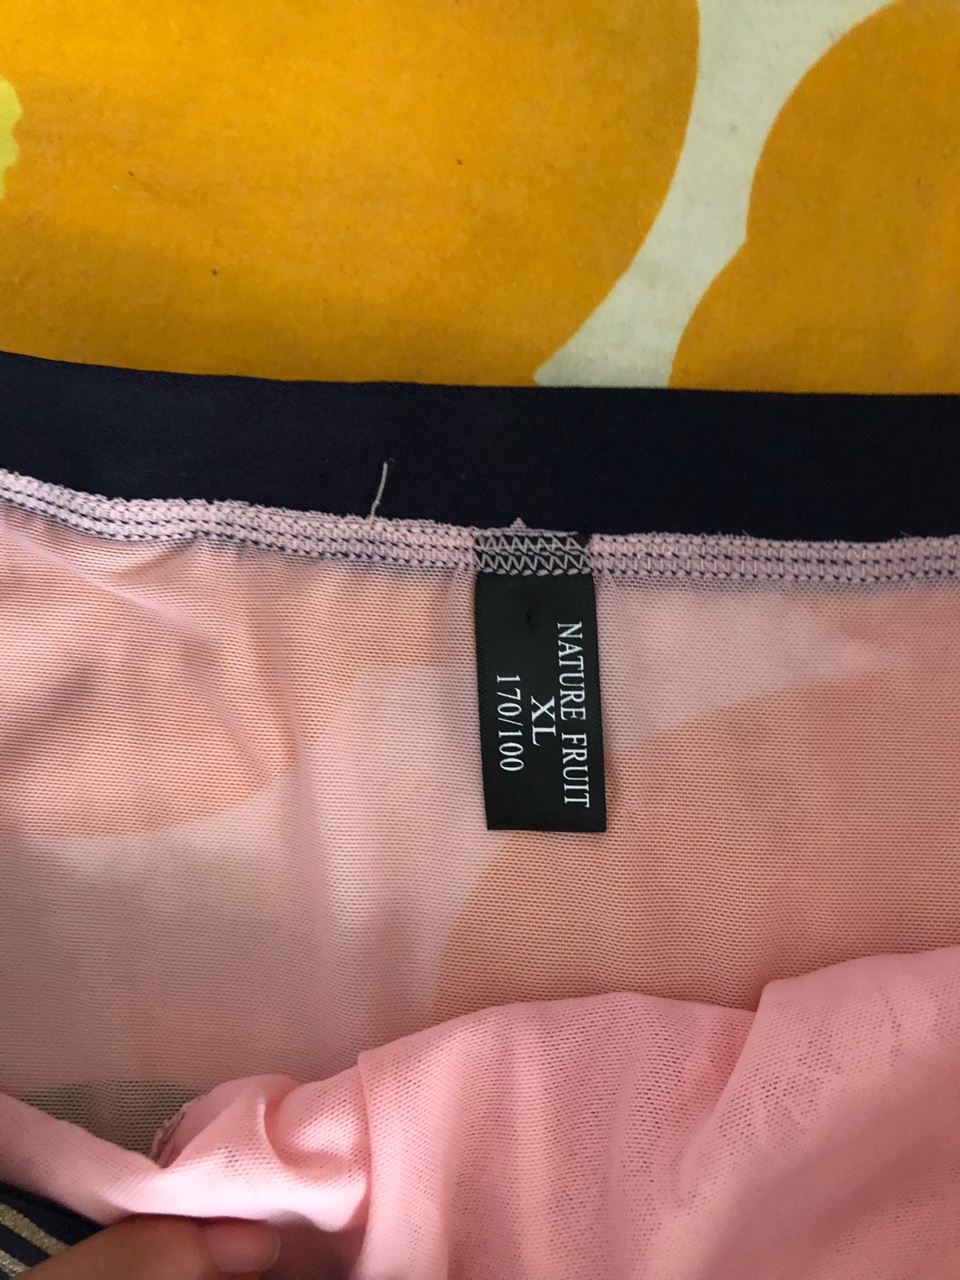 NATURE FRUIT
XL
170/100